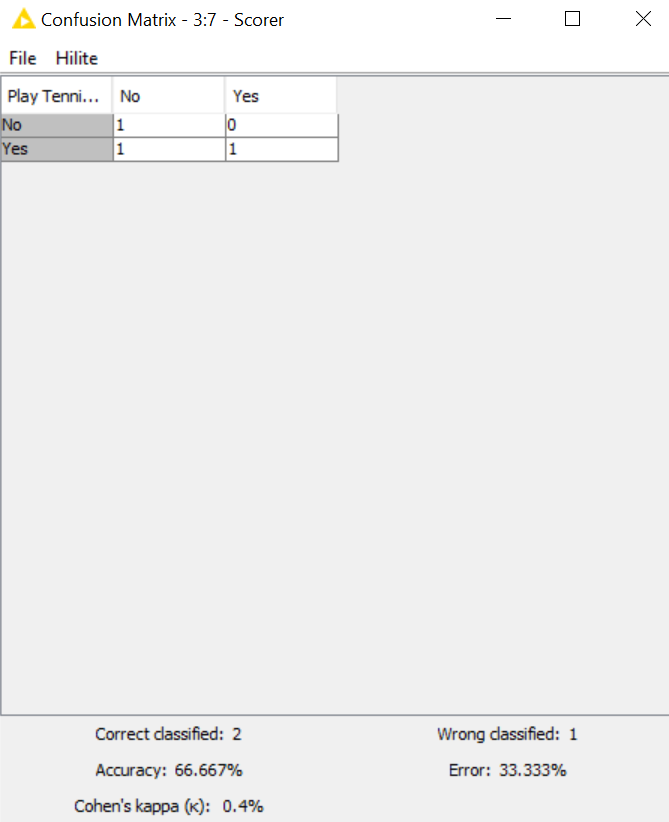 Confusion Matrix - 3:7 - Scorer
File Hilite
Play Tenni... No Yes
No 1 0
Yes 1 1
Correct classified: 2 Wrong classified: 1
Accuracy: 66.667% Error: 33.333%
Cohen's kappa (κ): 0.4%